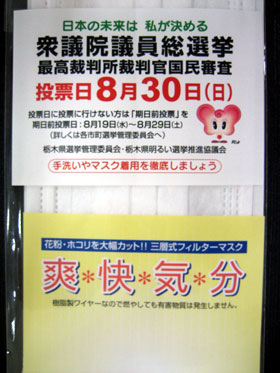 日本の未来は 私が決める
衆議院議員総選挙
最高裁判所裁判官国民審査
投票日8月30日(日)
投票日に投票に行けない方は「期日前投票」を
期日前投票日:8月19日(水)〜8月29日(土)
(詳しくは各市町選挙管理委員会へ)
栃木県選挙管理委員会、栃木県明るい選挙推進協議会
手洗いやマスク着用を徹底しましょう
花粉・ホコリを大幅カット!! 三層式フィルターマスク
爽*快*気*分
樹脂製ワイヤーなので燃やしても有害物質は発生しません。